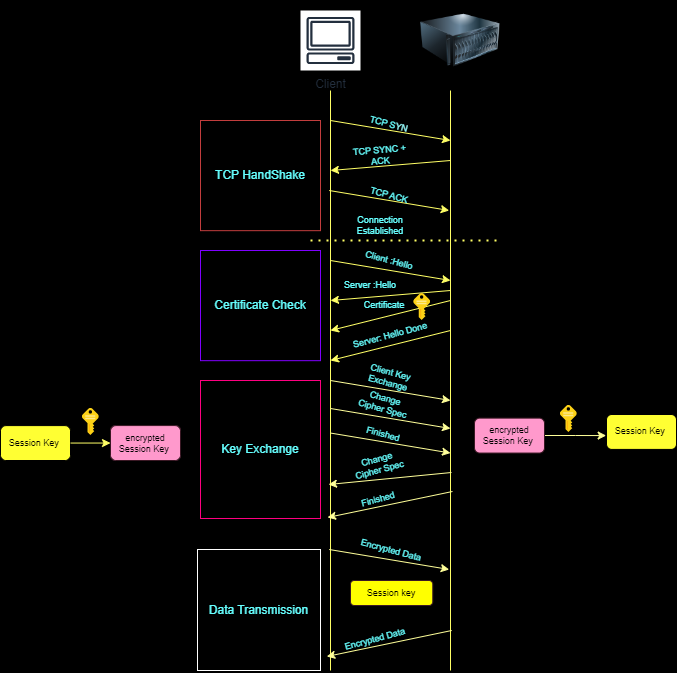 Client
TCP SYN
TCP SYNC +
ACK
TCP HandShake
TCP ACK
Connection
Established
Client :Hello
Server :Hello
Certificate
Certificate Check
Server: Hello Done
Client Key
Exchange
Change
Cipher Spec
Finished
Session Key
encrypted
Session Key
Key Exchange
encrypted
Session Key
Session Key
Change
Cipher Spec
Finished
Encrypted Data
Session key
Data Transmission
Encrypted Data